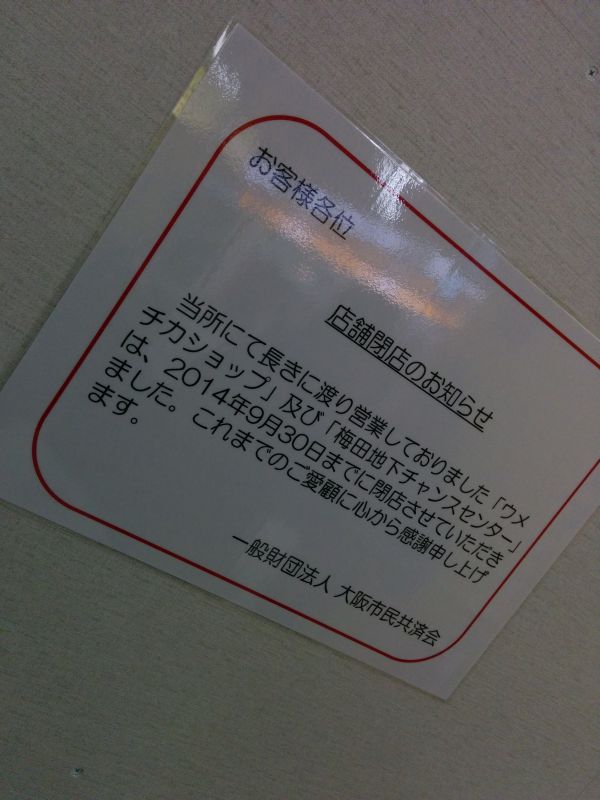 お客様各位
店舗閉店のお知らせ
当所にて長きに渡り営業しておりました「ウメ
チカショップ」及び「梅田地下チャンスセンター」
は、2014年9月30日までに閉店させていただき
ました。これまでのご愛顧に心から感謝申し上げ
ます。
一般財団法人 大阪市民共済会